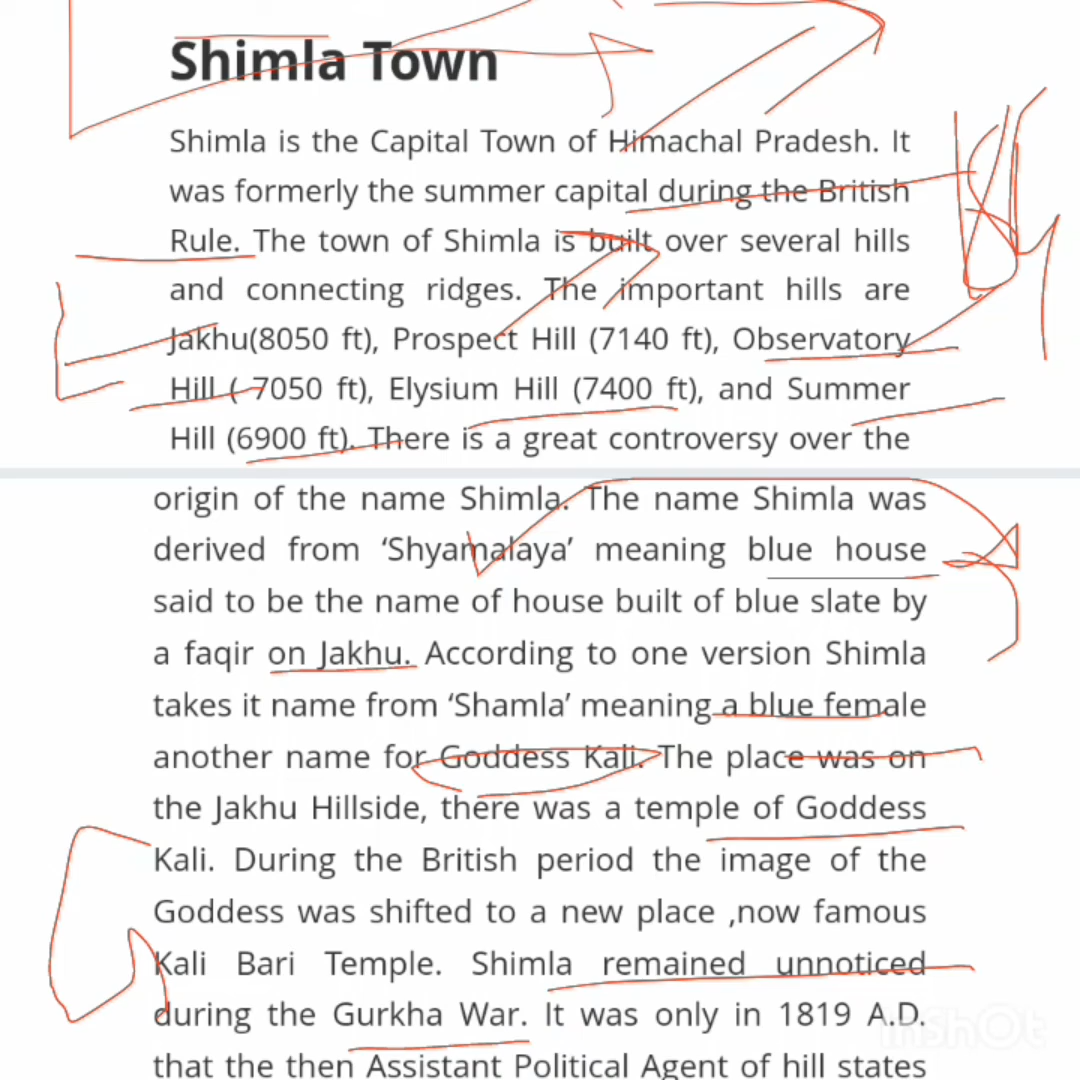 Shimla Town
Shimla is the Capital Town of Himachal Pradesh. It
was formerly the summer capital during the British
Rule. The town of Shimla is built over several hills
and connecting ridges. The important hills are
Jakhu(8050 ft), Prospect Hill (7140 ft), Observatory
Hill ( 7050 ft), Elysium Hill (7400 ft), and Summer
Hill (6900 ft). There is a great controversy over the
origin of the name Shimla. The name Shimla was
derived from ‘Shyamalaya’ meaning blue house
said to be the name of house built of blue slate by
a faqir on Jakhu. According to one version Shimla
takes it name from ‘Shamla’ meaning a blue female
another name for Goddess Kali. The place was on
the Jakhu Hillside, there was a temple of Goddess
Kali. During the British period the image of the
Goddess was shifted to a new place ,now famous
Kali Bari Temple. Shimla remained unnoticed
during the Gurkha War. It was only in 1819 A.D.
that the then Assistant Political Agent of hill states
InShOt